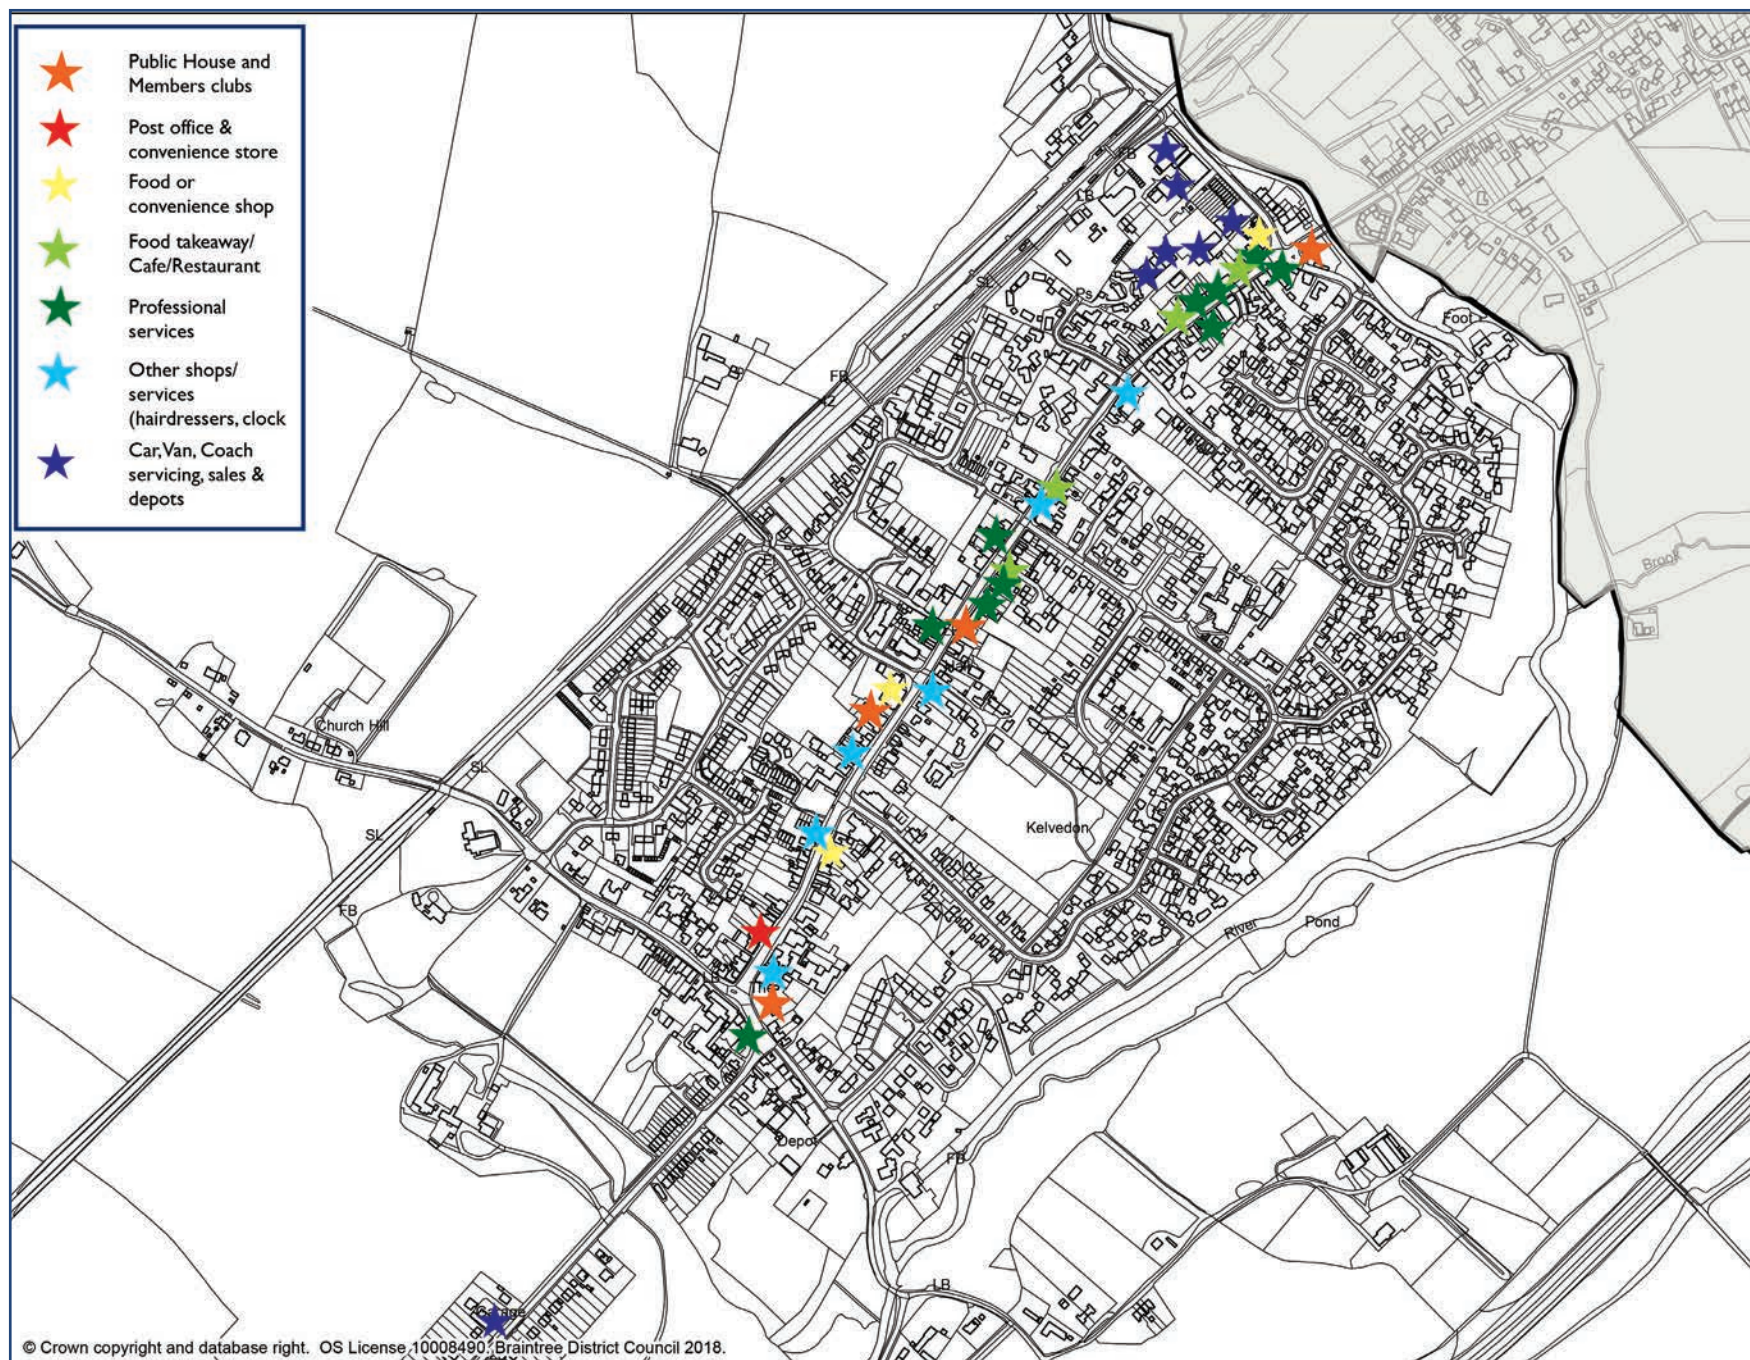 Public House and
Members clubs
Post office &
convenience store
Food or
convenience shop
Food takeaway/
Cafe/Restaurant
Professional
services
Other shops/
services
(hairdressers, clock
Car, Van, Coach
servicing, sales &
depots
FB
LB
SL
Ps
Foot
FB
Brook
Church Hill
SL
SL
Kelvedon
FB
River
Pond
LB
The
Depot
FB
LB
Garage
© Crown copyright and database right. OS License 10008490. Braintree District Council 2018.